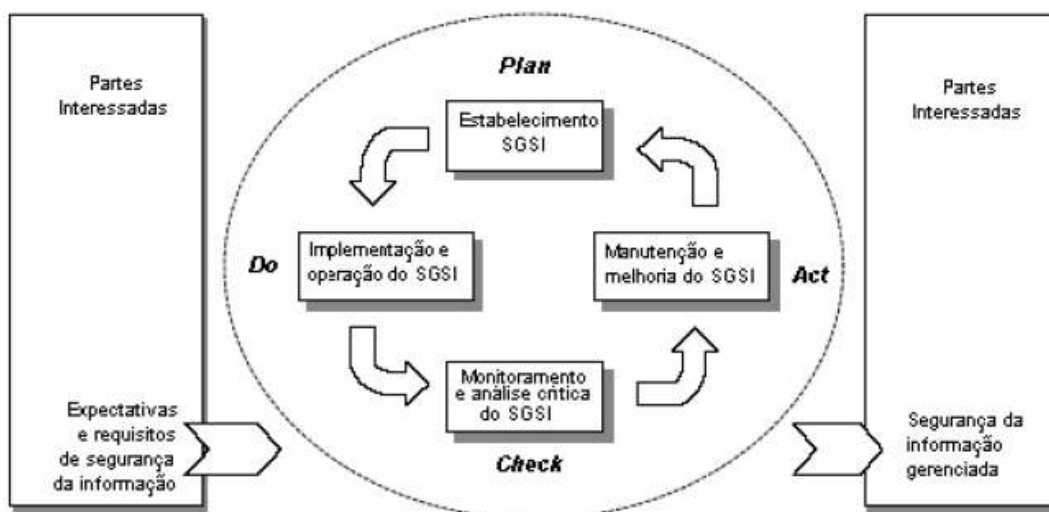 Partes
Interessadas
Expectativas
e requisitos
de segurança
da informação
Plan
Estabelecimento
SGSI
Do
Implementação e
operação do SGSI
Manutenção e
melhoria do SGSI
Act
Monitoramento
e análise crítica
do SGSI
Check
Partes
Interessadas
Segurança da
informação
gerenciada